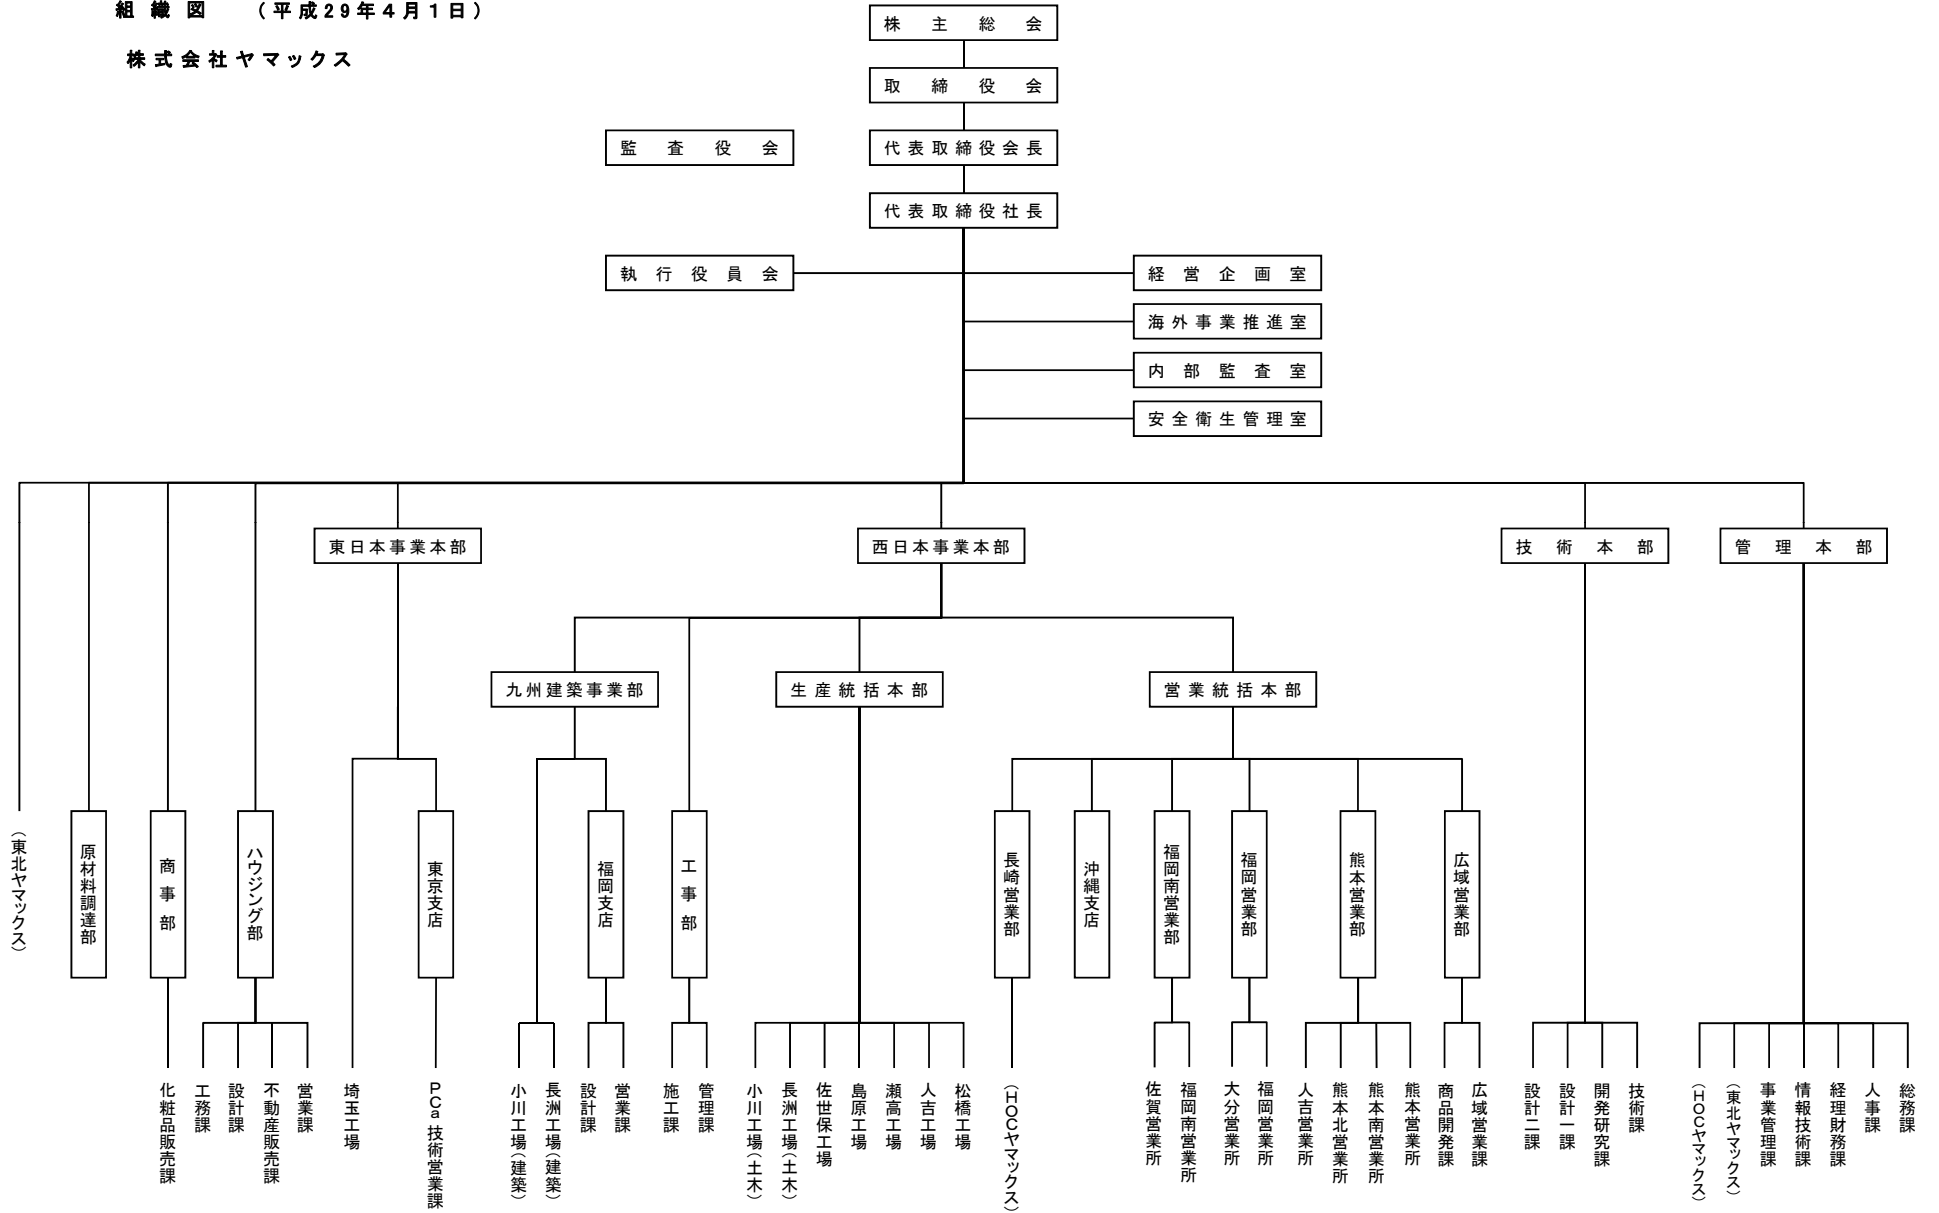 組織図 (平成29年4月1日)
株式会社ヤマックス
株主総会
取締役会
監査役会
代表取締役会長
代表取締役社長
執行役員会
経営企画室
海外事業推進室
内部監査室
安全衛生管理室
東日本事業本部
西日本事業本部
技術本部
管理本部
九州建築事業部
生産統括本部
営業統括本部
(東北ヤマックス)
原材料調達部
商事部
ハウジング部
東京支店
福岡支店
工事部
長崎営業部
沖縄支店
福岡南営業部
福岡営業部
熊本営業部
広域営業部
化粧品販売課
工務課
設計課
不動産販売課
営業課
埼玉工場
PCa技術営業課
小川工場(建築)
長洲工場(建築)
設計課
営業課
施工課
管理課
小川工場(土木)
長洲工場(土木)
佐世保工場
島原工場
瀬高工場
人吉工場
松橋工場
(HOCヤマックス)
佐賀営業所
福岡南営業所
大分営業所
福岡営業所
人吉営業所
熊本北営業所
熊本南営業所
熊本営業所
商品開発課
広域営業課
設計二課
設計一課
開発研究課
技術課
(HOCヤマックス)
(東北ヤマックス)
事業管理課
情報技術課
経理財務課
人事課
総務課